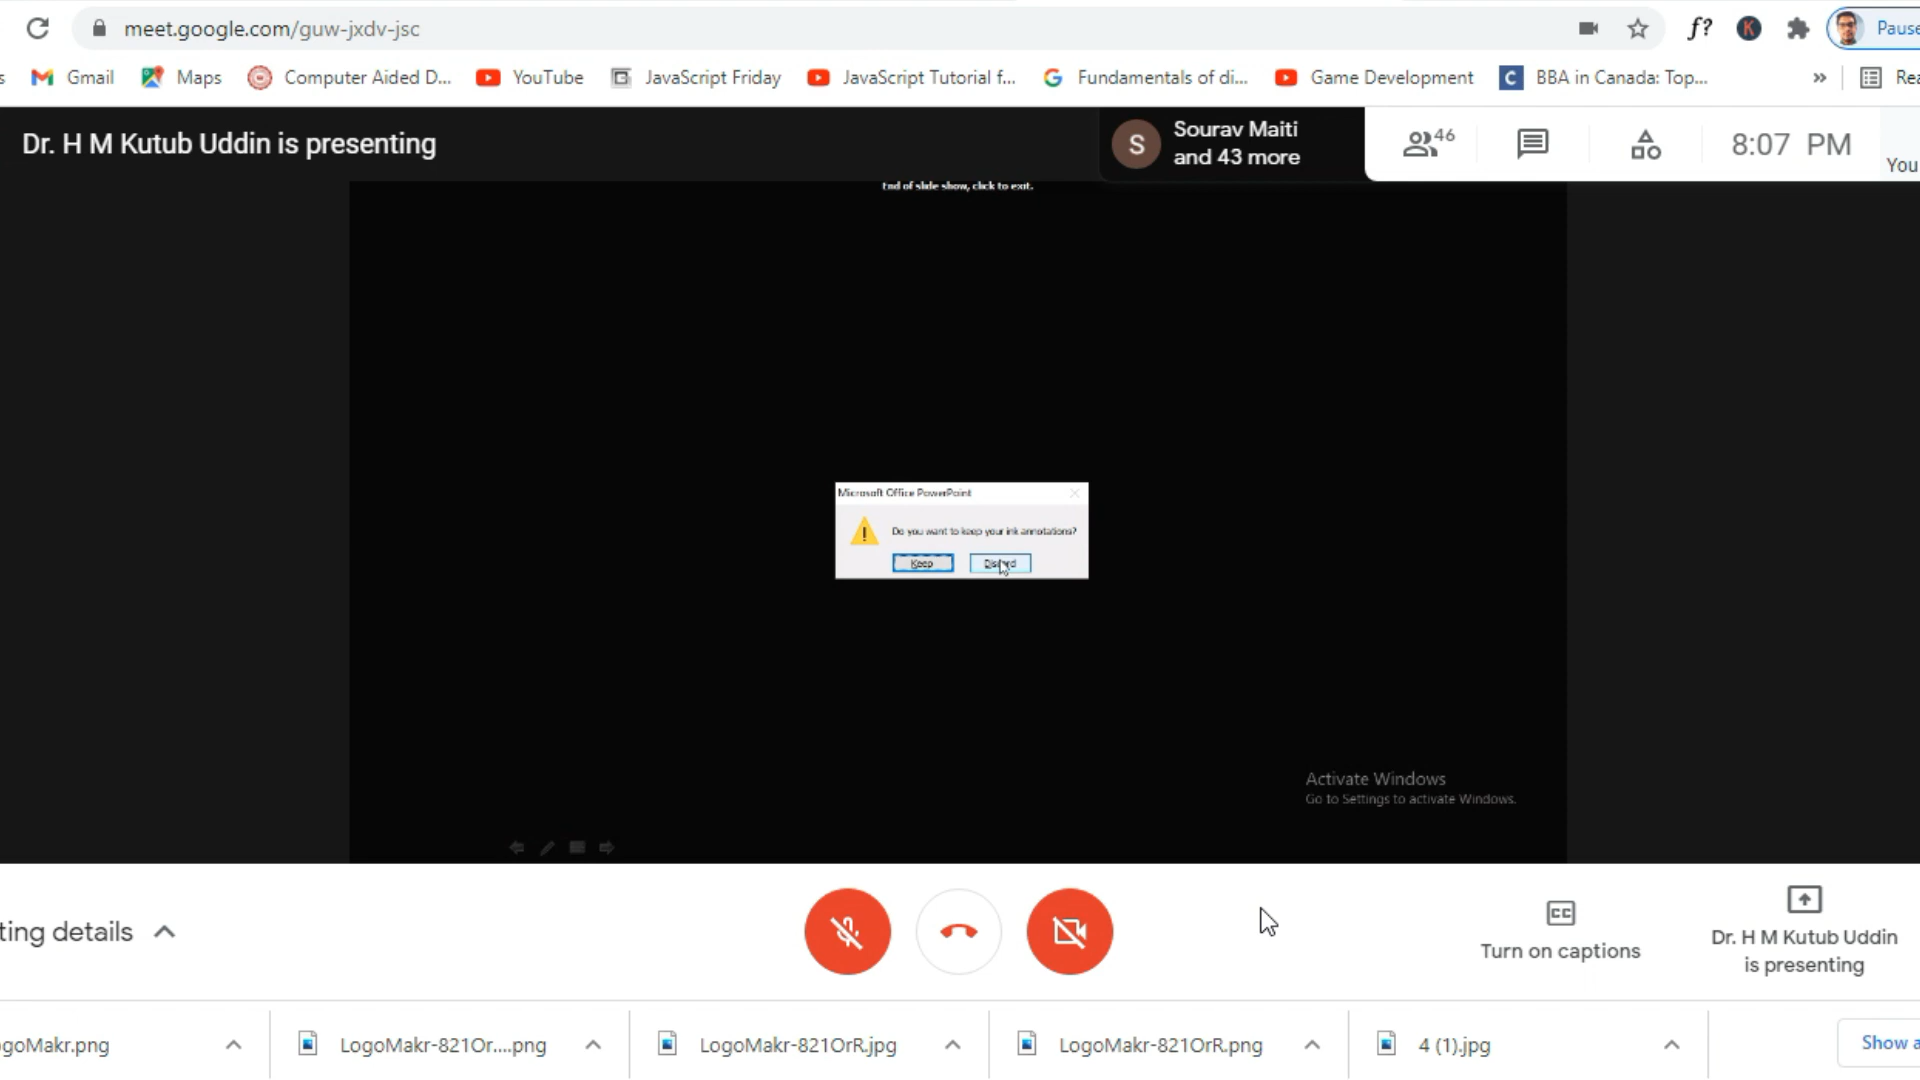 meet.google.com/guw-jxdv-jsc
f?
K
Pause
s
Gmail
Maps
Computer Aided D...
YouTube
JavaScript Friday
JavaScript Tutorial f...
Fundamentals of di...
Game Development
C
BBA in Canada: Top...
»
Rea
Dr. H M Kutub Uddin is presenting
S
Sourav Maiti
and 43 more
46
8:07 PM
You
End of slide show, click to exit.
Microsoft Office PowerPoint
Do you want to keep your ink annotations?
Keep
Discard
Activate Windows
Go to Settings to activate Windows.
ting details
CC
Turn on captions
Dr. H M Kutub Uddin
is presenting
goMakr.png
LogoMakr-821Or....png
LogoMakr-821OrR.jpg
LogoMakr-821OrR.png
4 (1).jpg
Show a